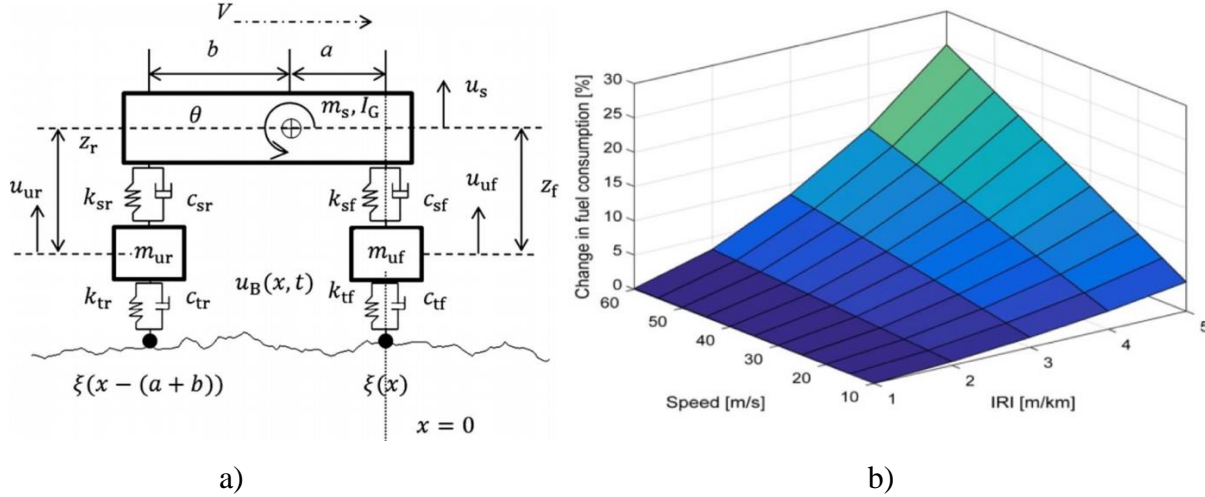 V
b
a
u_s
θ
m_s, I_G
z_r
u_ur
k_sr
c_sr
k_sf
c_sf
u_uf
z_f
m_ur
m_uf
u_B(x, t)
k_tr
c_tr
k_tf
c_tf
ξ(x − (a + b))
ξ(x)
x = 0
a)
Change in fuel consumption [%]
30
25
20
15
10
5
0
60
50
40
30
20
10
Speed [m/s]
1
2
3
4
5
IRI [m/km]
b)